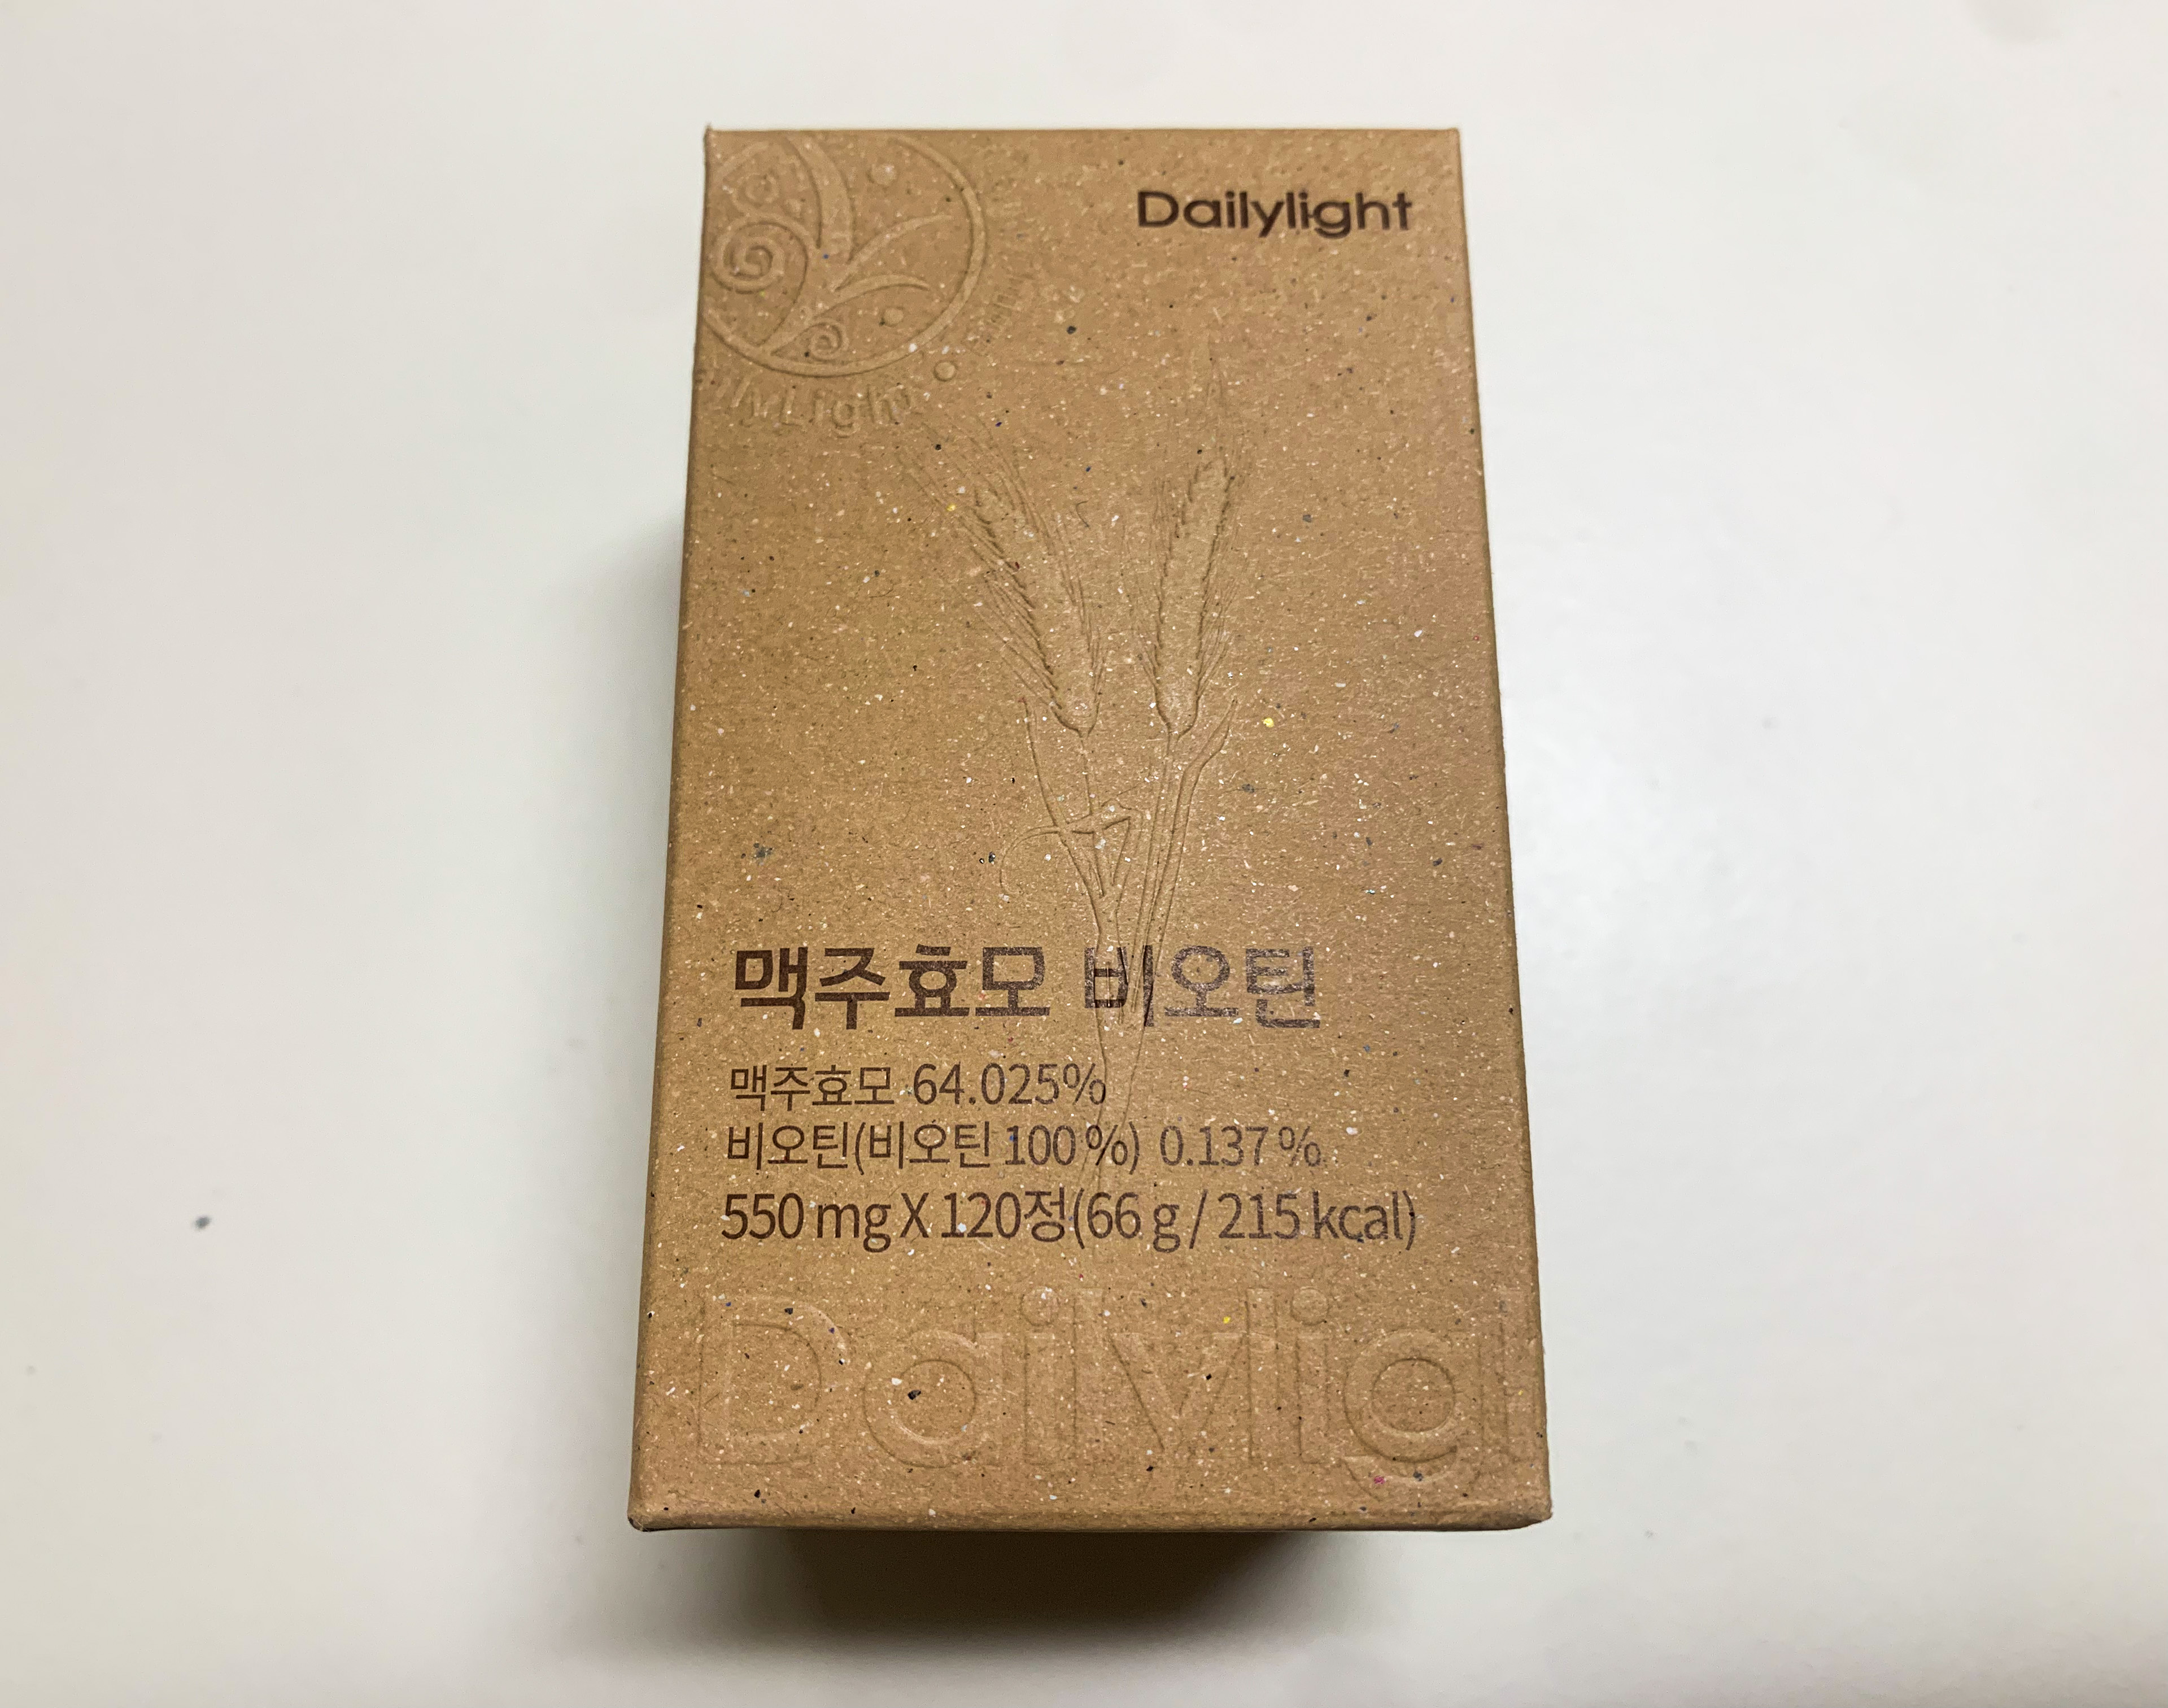 Dailylight
맥주효모 비오틴
맥주효모 64.025%
비오틴(비오틴 100%) 0.137%
550 mg X 120정(66 g / 215 kcal)